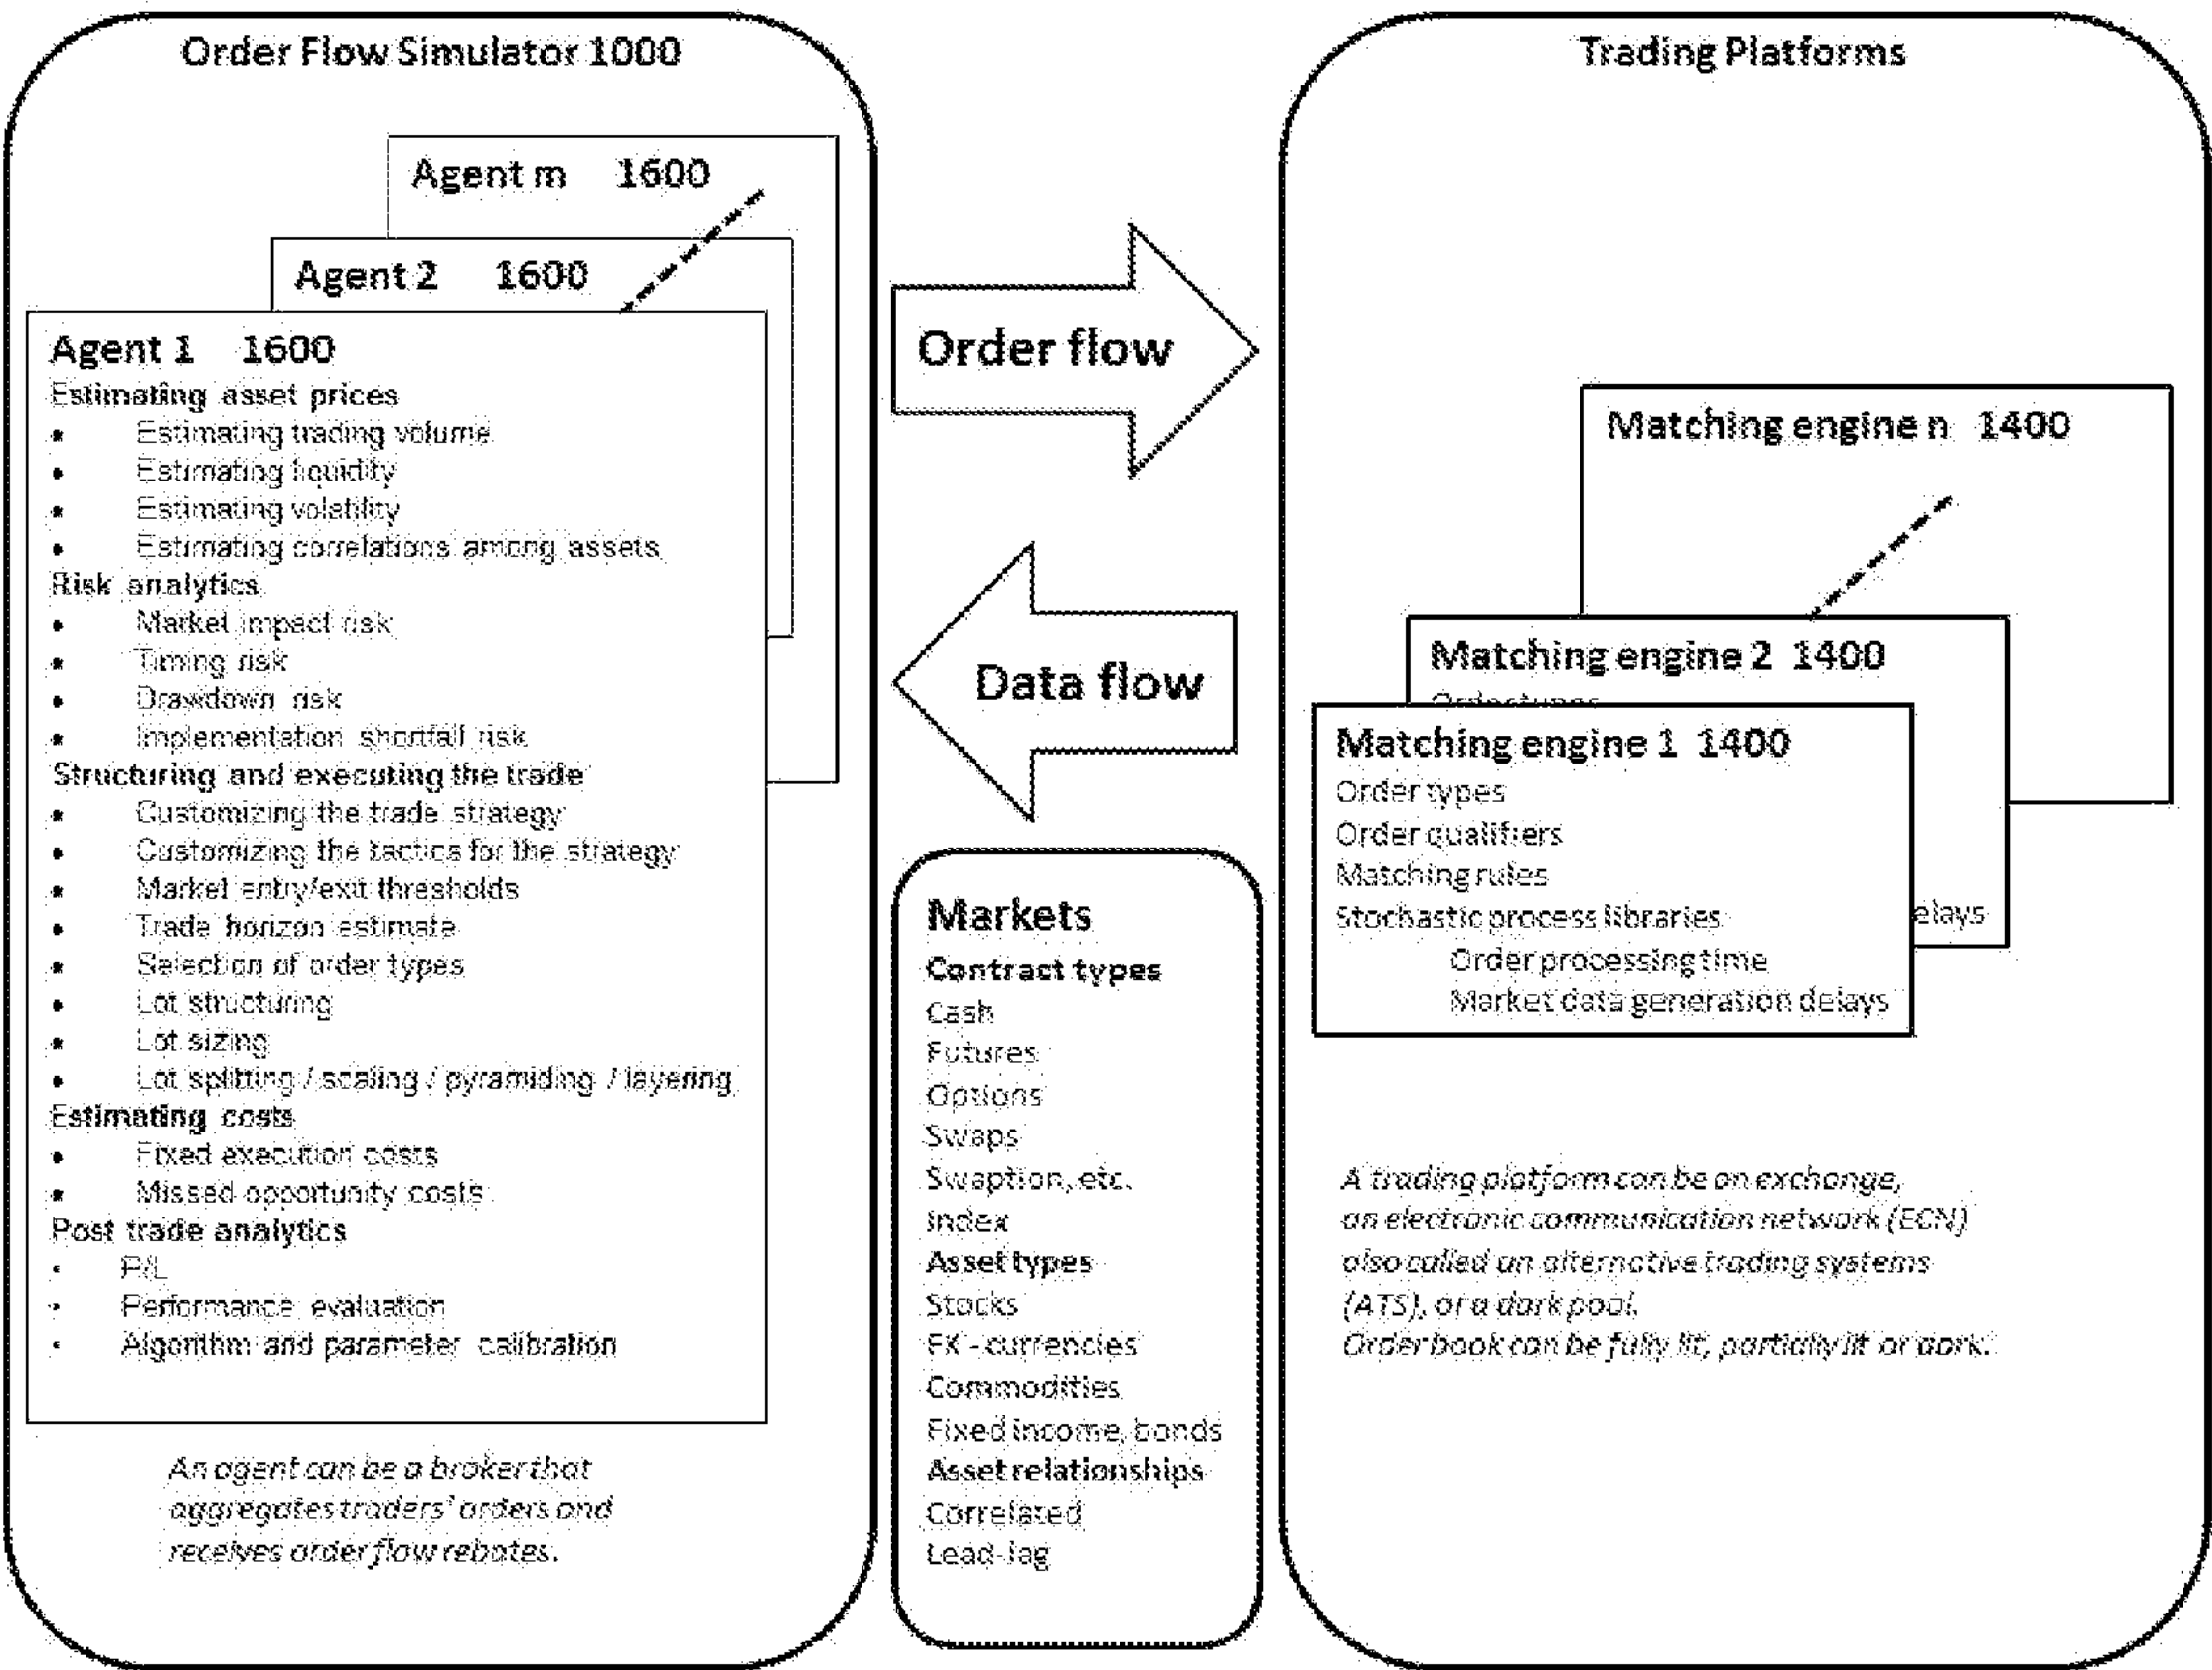 Order Flow Simulator 1000
Agent m 1600
Agent 2 1600
Agent 1 1600
Estimating asset prices
• Estimating trading volume
• Estimating liquidity
• Estimating volatility
• Estimating correlations among assets
Risk analytics
• Market impact risk
• Timing risk
• Drawdown risk
• Implementation shortfall risk
Structuring and executing the trade
• Customizing the trade strategy
• Customizing the tactics for the strategy
• Market entry/exit thresholds
• Trade horizon estimate
• Selection of order types
• Lot structuring
• Lot sizing
• Lot splitting / scaling / pyramiding / layering
Estimating costs
• Fixed execution costs
• Missed opportunity costs
Post trade analytics
• P/L
• Performance evaluation
• Algorithm and parameter calibration
An agent can be a broker that
aggregates traders' orders and
receives order flow rebates.
Order flow
Data flow
Markets
Contract types
Cash
Futures
Options
Swaps
Swaption, etc.
Index
Asset types
Stocks
FX - currencies
Commodities
Fixed income, bonds
Asset relationships
Correlated
Lead-lag
Trading Platforms
Matching engine n 1400
Matching engine 2 1400
Order types
elays
Matching engine 1 1400
Order types
Order qualifiers
Matching rules
Stochastic process libraries
Order processing time
Market data generation delays
A trading platform can be an exchange,
an electronic communication network (ECN)
also called an alternative trading systems
(ATS), or a dark pool.
Order book can be fully lit, partially lit or dark.